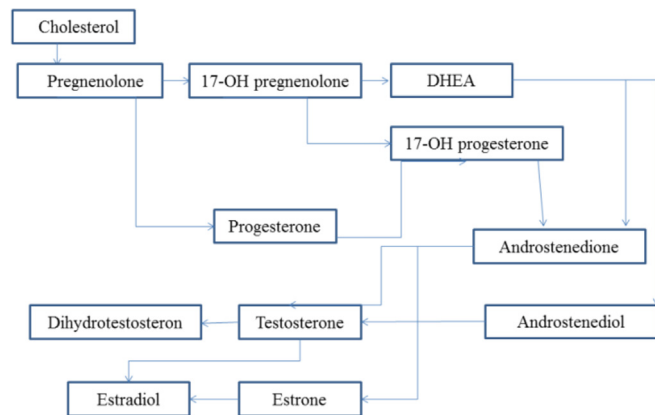 Cholesterol
Pregnenolone
17-OH pregnenolone
DHEA
17-OH progesterone
Progesterone
Androstenedione
Dihydrotestosteron
Testosterone
Androstenediol
Estradiol
Estrone